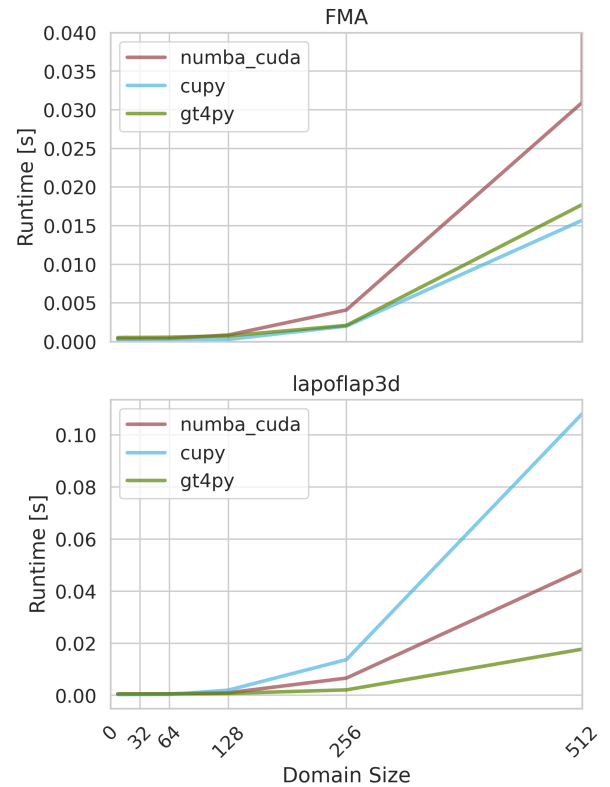 FMA
0.040
0.035
0.030
0.025
0.020
0.015
0.010
0.005
0.000
Runtime [s]
numba_cuda
cupy
gt4py
lapoflap3d
0.10
0.08
0.06
0.04
0.02
0.00
Runtime [s]
numba_cuda
cupy
gt4py
0 32 64 128 256 512
Domain Size